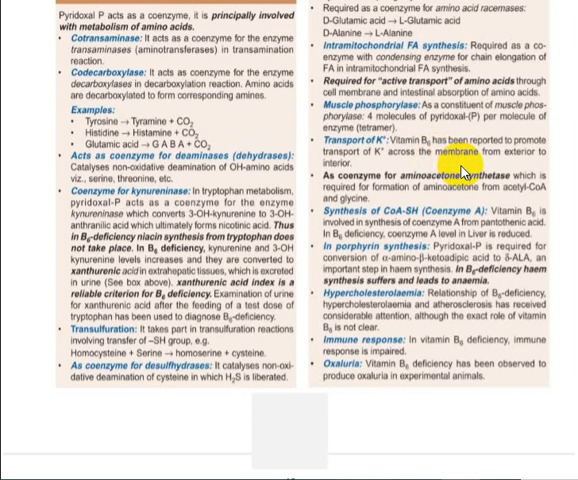 Pyridoxal P acts as a coenzyme, it is principally involved
with metabolism of amino acids.
• Cotransaminase: It acts as a coenzyme for the enzyme
transaminases (aminotransferases) in transamination
reaction.
• Codecarboxylase: It acts as coenzyme for the enzyme
decarboxylases in decarboxylation reaction. Amino acids
are decarboxylated to form corresponding amines.
Examples:
• Tyrosine → Tyramine + CO₂
• Histidine → Histamine + CO₂
• Glutamic acid → G A B A + CO₂
• Acts as coenzyme for deaminases (dehydrases):
Catalyses non-oxidative deamination of OH-amino acids
viz., serine, threonine, etc.
• Coenzyme for kynureninase: In tryptophan metabolism,
pyridoxal-P acts as a coenzyme for the enzyme
kynureninase which converts 3-OH-kynurenine to 3-OH-
anthranilic acid which ultimately forms nicotinic acid. Thus
in B₆-deficiency niacin synthesis from tryptophan does
not take place. In B₆ deficiency, kynurenine and 3-OH
kynurenine levels increases and they are converted to
xanthurenic acid in extrahepatic tissues, which is excreted
in urine (See box above). xanthurenic acid index is a
reliable criterion for B₆ deficiency. Examination of urine
for xanthurenic acid after the feeding of a test dose of
tryptophan has been used to diagnose B₆-deficiency.
• Transulfuration: It takes part in transulfuration reactions
involving transfer of –SH group, e.g.
Homocysteine + Serine → homoserine + cysteine.
• As coenzyme for desulfhydrases: It catalyses non-oxi-
dative deamination of cysteine in which H₂S is liberated.
• Required as a coenzyme for amino acid racemases:
D-Glutamic acid → L-Glutamic acid
D-Alanine → L-Alanine
• Intramitochondrial FA synthesis: Required as a co-
enzyme with condensing enzyme for chain elongation of
FA in intramitochondrial FA synthesis.
• Required for "active transport" of amino acids through
cell membrane and intestinal absorption of amino acids.
• Muscle phosphorylase: As a constituent of muscle phos-
phorylase: 4 molecules of pyridoxal-(P) per molecule of
enzyme (tetramer).
• Transport of K⁺: Vitamin B₆ has been reported to promote
transport of K⁺ across the membrane from exterior to
interior.
• As coenzyme for aminoacetone synthetase which is
required for formation of aminoacetone from acetyl-CoA
and glycine.
• Synthesis of CoA-SH (Coenzyme A): Vitamin B₆ is
involved in synthesis of coenzyme A from pantothenic acid.
In B₆ deficiency, coenzyme A level in Liver is reduced.
• In porphyrin synthesis: Pyridoxal-P is required for
conversion of α-amino-β-ketoadipic acid to δ-ALA, an
important step in haem synthesis. In B₆-deficiency haem
synthesis suffers and leads to anaemia.
• Hypercholesterolaemia: Relationship of B₆-deficiency,
hypercholesterolaemia and atherosclerosis has received
considerable attention, although the exact role of vitamin
B₆ is not clear.
• Immune response: In vitamin B₆ deficiency, immune
response is impaired.
• Oxaluria: Vitamin B₆ deficiency has been observed to
produce oxaluria in experimental animals.